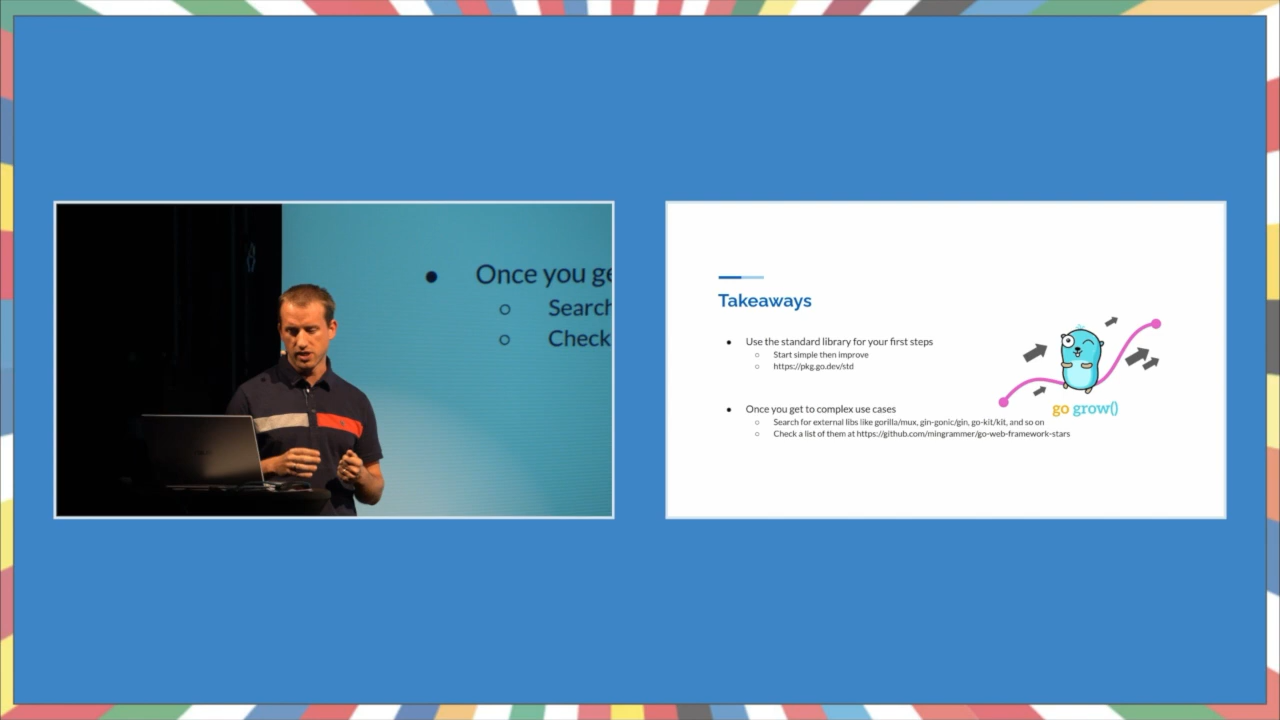 Once you ge
Search
Check
Takeaways
Use the standard library for your first steps
Start simple then improve
https://pkg.go.dev/std
Once you get to complex use cases
Search for external libs like gorilla/mux, gin-gonic/gin, go-kit/kit, and so on
Check a list of them at https://github.com/mingrammer/go-web-framework-stars
go grow()